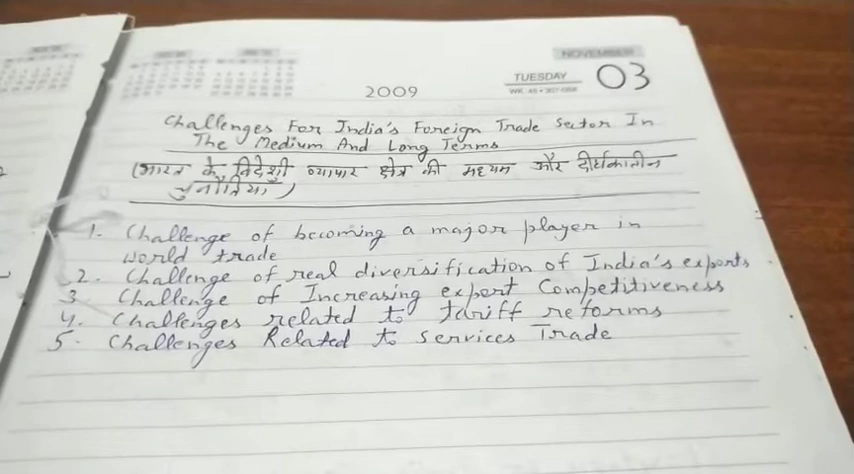 NOVEMBER
2009
TUESDAY
03
Challenges For India's Foreign Trade Sector In
The Medium And Long Terms
(भारत के विदेशी व्यापार क्षेत्र की मध्यम और दीर्घकालीन
चुनौतियां)
1. Challenge of becoming a major player in
world trade
2. Challenge of real diversification of India's exports
3. Challenge of Increasing export Competitiveness
4. Challenges related to tariff reforms
5. Challenges Related to services Trade